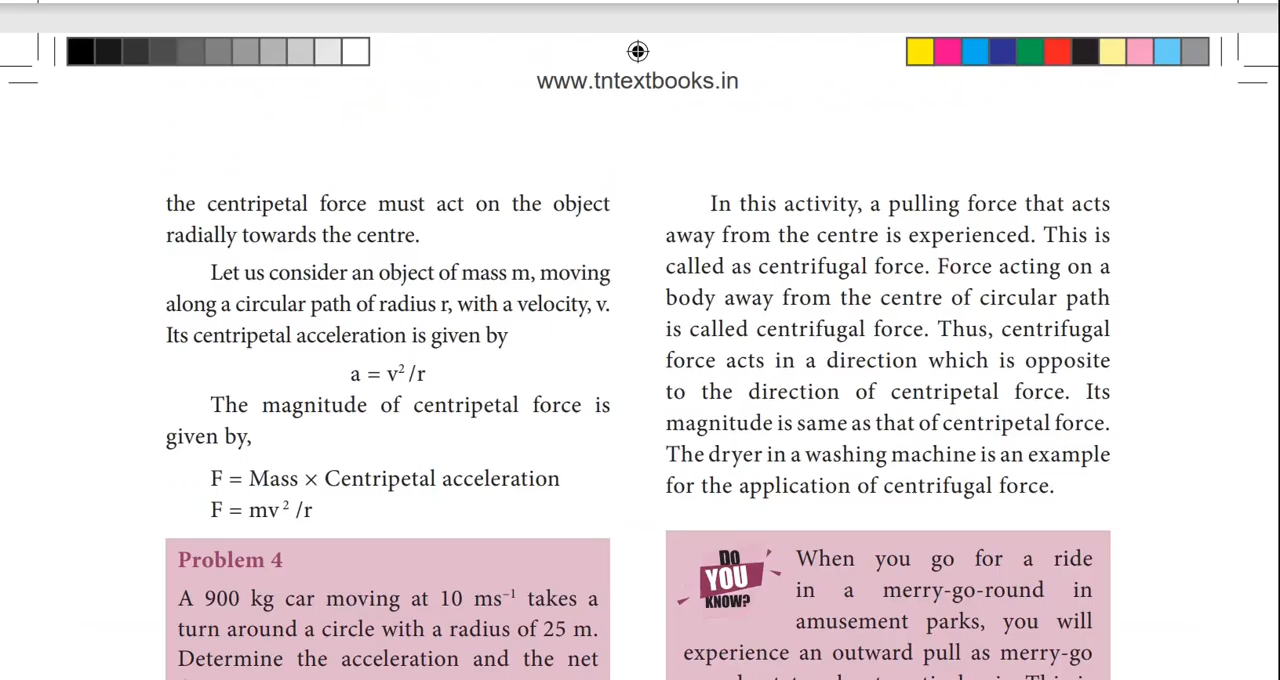 www.tntextbooks.in
the centripetal force must act on the object
radially towards the centre.
Let us consider an object of mass m, moving
along a circular path of radius r, with a velocity, v.
Its centripetal acceleration is given by
a = v² /r
The magnitude of centripetal force is
given by,
F = Mass × Centripetal acceleration
F = mv² /r
Problem 4
A 900 kg car moving at 10 ms⁻¹ takes a
turn around a circle with a radius of 25 m.
Determine the acceleration and the net
In this activity, a pulling force that acts
away from the centre is experienced. This is
called as centrifugal force. Force acting on a
body away from the centre of circular path
is called centrifugal force. Thus, centrifugal
force acts in a direction which is opposite
to the direction of centripetal force. Its
magnitude is same as that of centripetal force.
The dryer in a washing machine is an example
for the application of centrifugal force.
DO
YOU
KNOW?
When you go for a ride
in a merry-go-round in
amusement parks, you will
experience an outward pull as merry-go